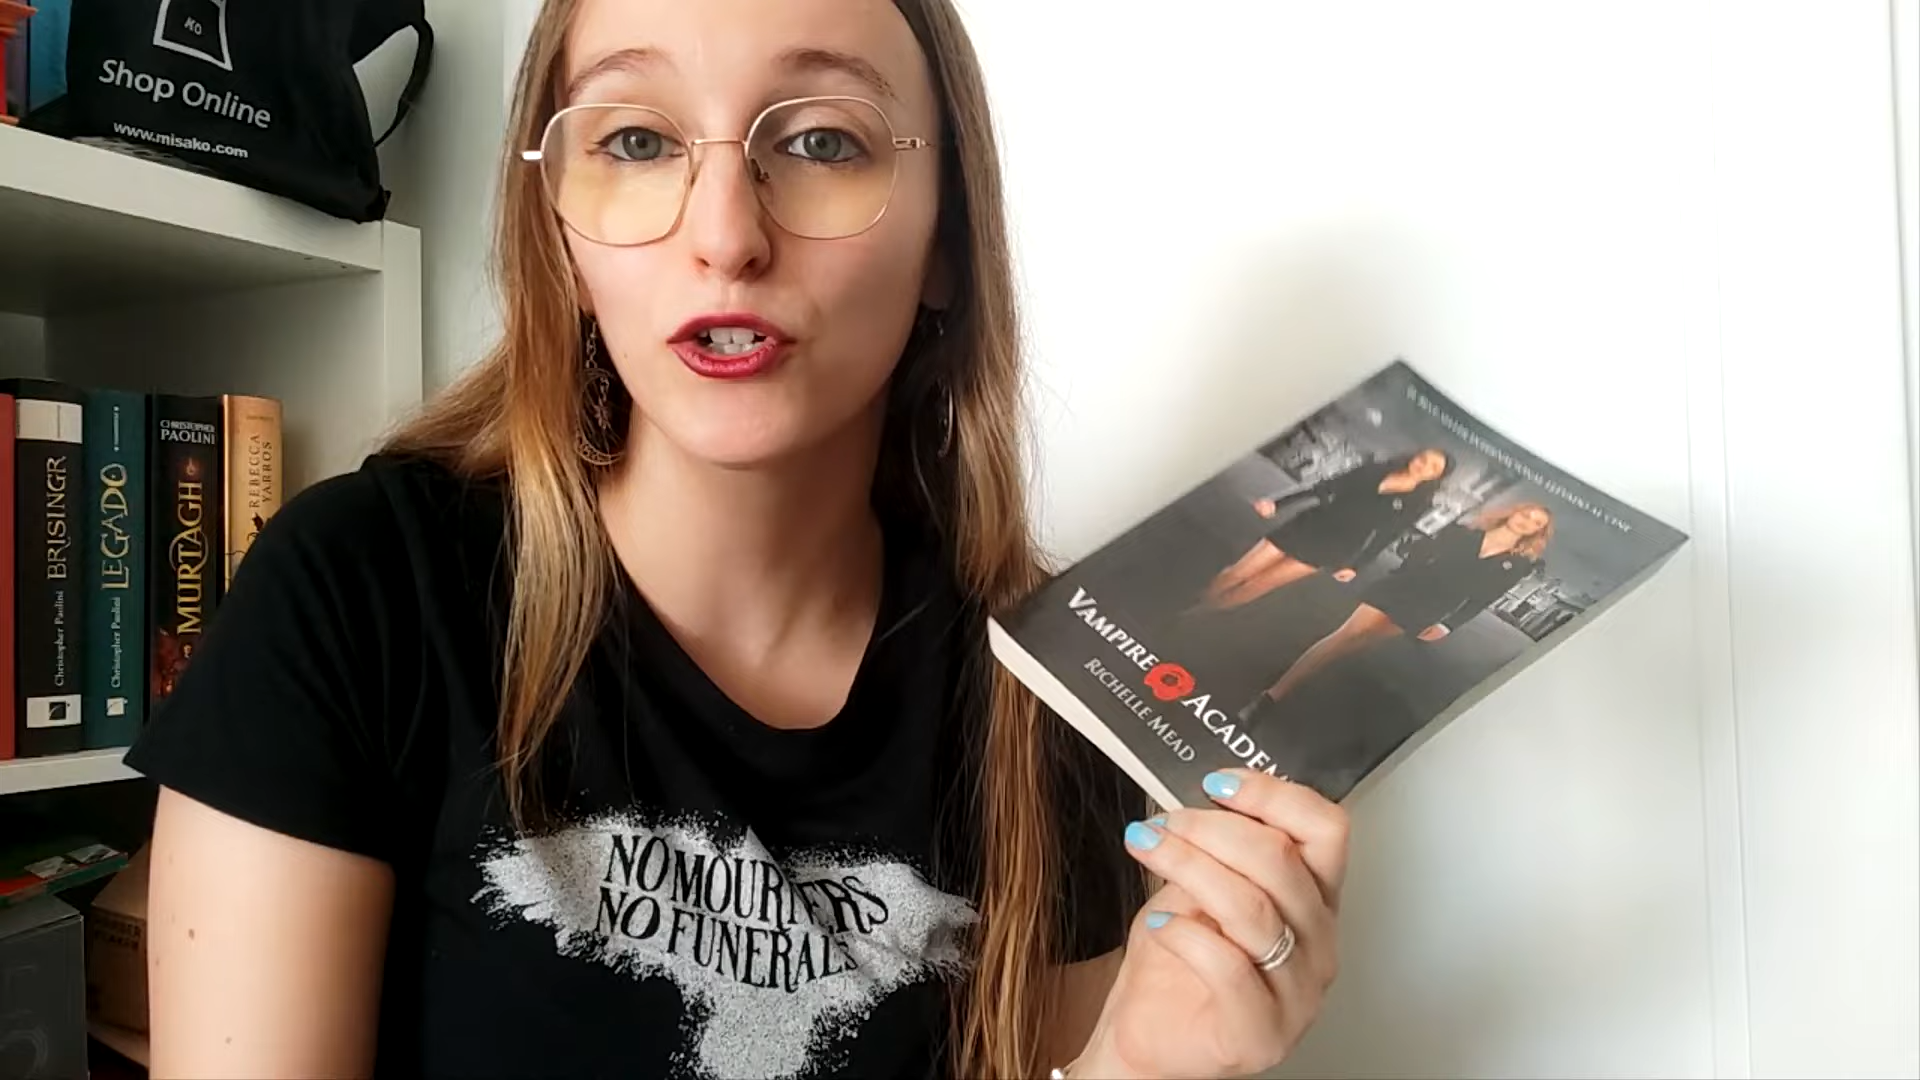 MO
Shop Online
www.misako.com
BRISINGR
Christopher Paolini
LEGADO
Christopher Paolini
CHRISTOPHER
PAOLINI
MURTAGH
REBECCA
YARROS
VAMPIRE ACADEM
RICHELLE MEAD
NO MOURNERS
NO FUNERALS